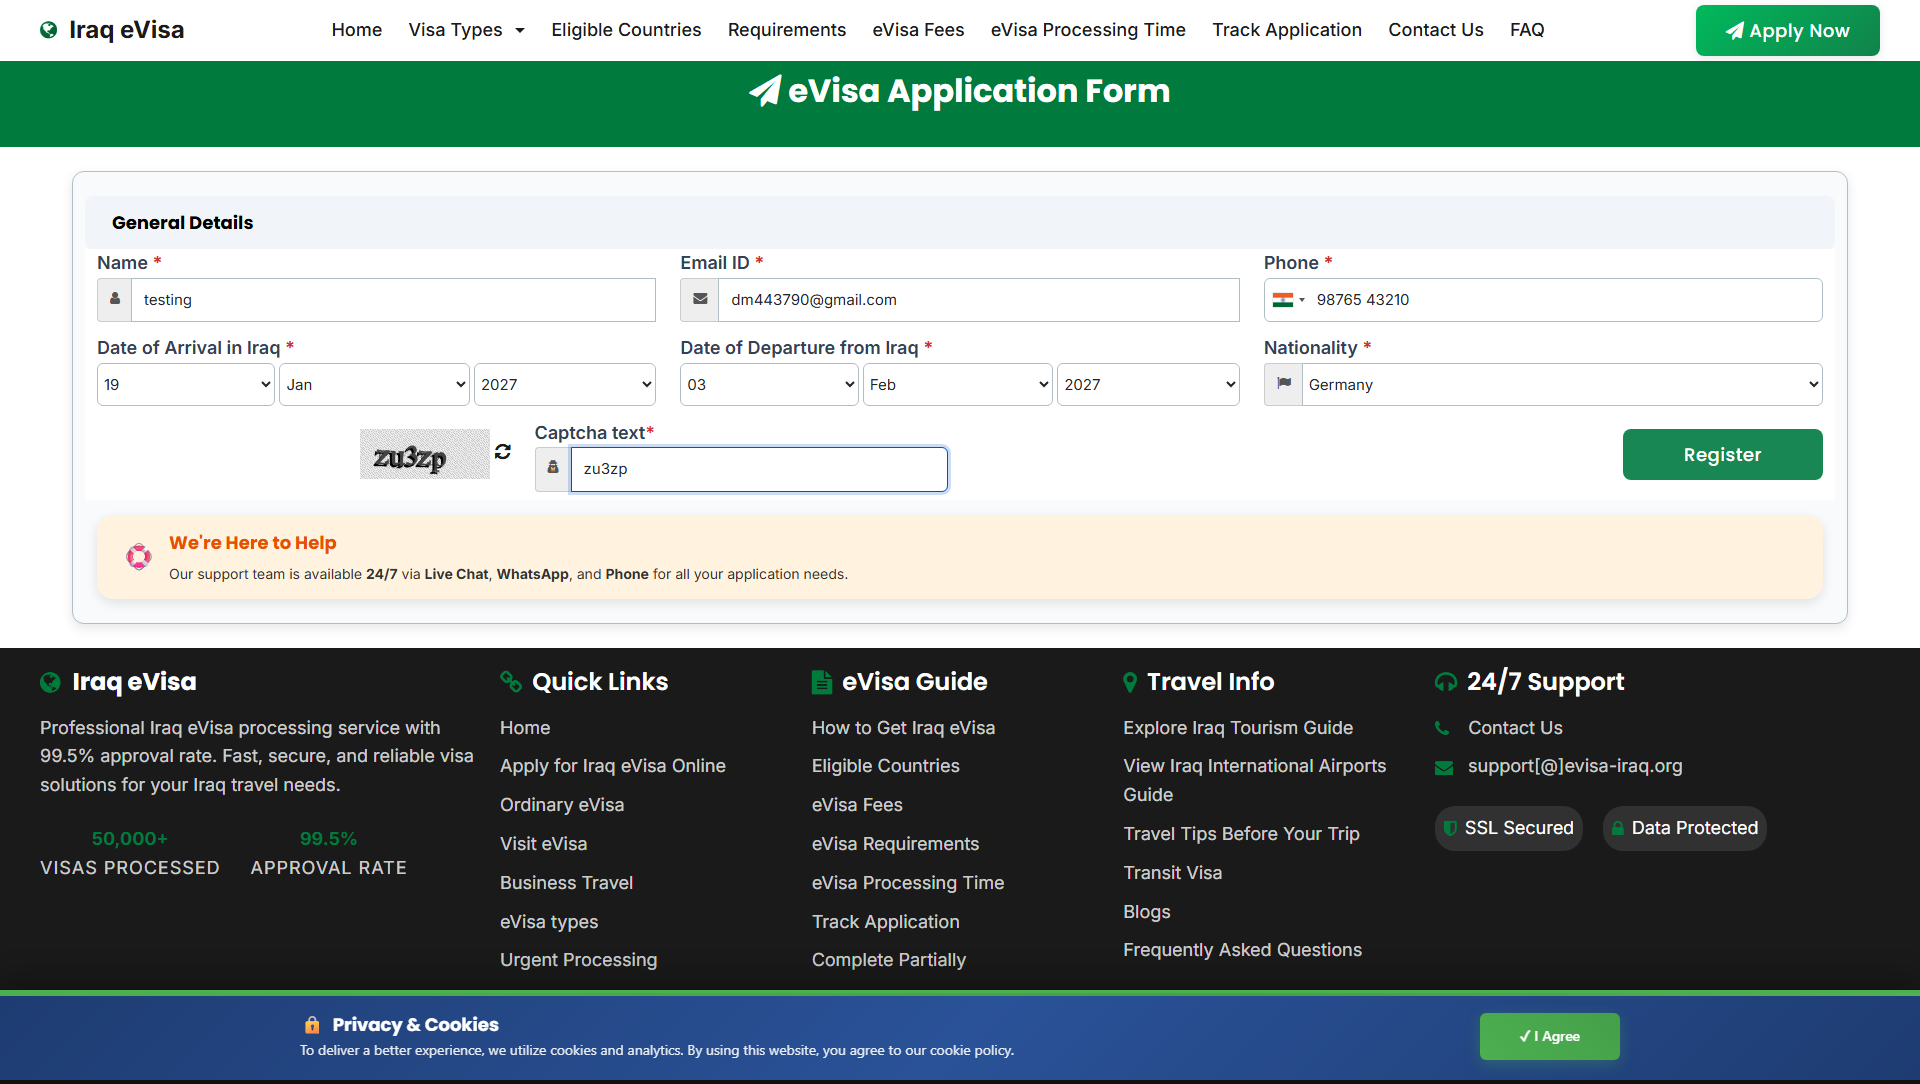 Iraq eVisa
Home
Visa Types
Eligible Countries
Requirements
eVisa Fees
eVisa Processing Time
Track Application
Contact Us
FAQ
Apply Now
eVisa Application Form
General Details
Name *
testing
Email ID *
dm443790@gmail.com
Phone *
98765 43210
Date of Arrival in Iraq *
19
Jan
2027
Date of Departure from Iraq *
03
Feb
2027
Nationality *
Germany
zu3zp
Captcha text*
zu3zp
Register
We're Here to Help
Our support team is available 24/7 via Live Chat, WhatsApp, and Phone for all your application needs.
Iraq eVisa
Professional Iraq eVisa processing service with
99.5% approval rate. Fast, secure, and reliable visa
solutions for your Iraq travel needs.
50,000+
VISAS PROCESSED
99.5%
APPROVAL RATE
Quick Links
Home
Apply for Iraq eVisa Online
Ordinary eVisa
Visit eVisa
Business Travel
eVisa types
Urgent Processing
eVisa Guide
How to Get Iraq eVisa
Eligible Countries
eVisa Fees
eVisa Requirements
eVisa Processing Time
Track Application
Complete Partially
Travel Info
Explore Iraq Tourism Guide
View Iraq International Airports
Guide
Travel Tips Before Your Trip
Transit Visa
Blogs
Frequently Asked Questions
24/7 Support
Contact Us
support[@]evisa-iraq.org
SSL Secured
Data Protected
Privacy & Cookies
To deliver a better experience, we utilize cookies and analytics. By using this website, you agree to our cookie policy.
✓ I Agree